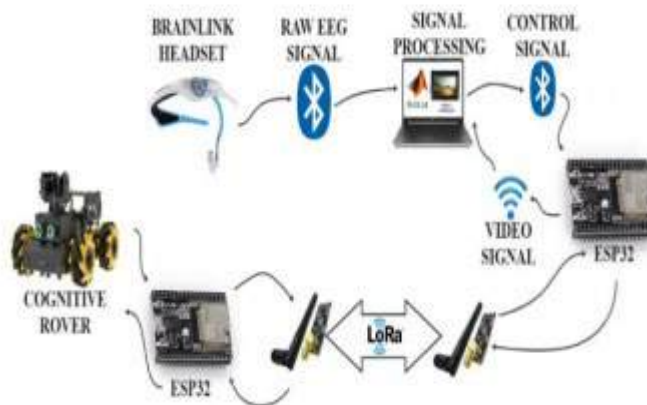 BRAINLINK
HEADSET
RAW EEG
SIGNAL
SIGNAL
PROCESSING
CONTROL
SIGNAL
VIDEO
SIGNAL
ESP32
COGNITIVE
ROVER
ESP32
LoRa